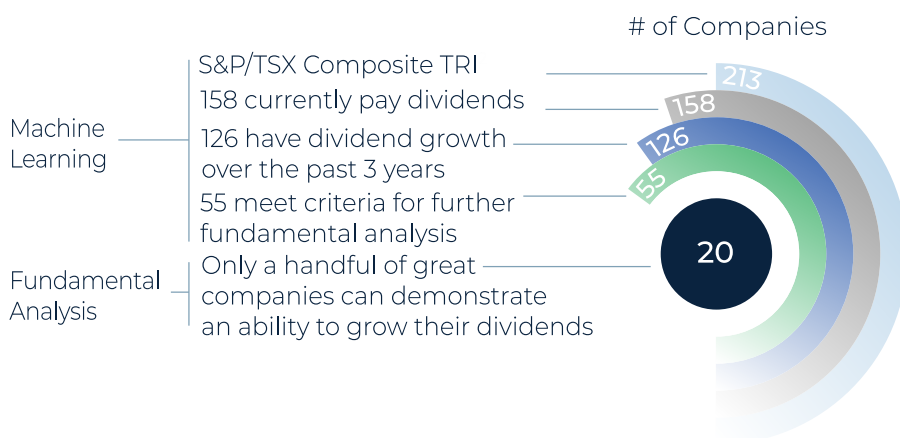 # of Companies
Machine
Learning
S&P/TSX Composite TRI
158 currently pay dividends
126 have dividend growth
over the past 3 years
55 meet criteria for further
fundamental analysis
Fundamental
Analysis
Only a handful of great
companies can demonstrate
an ability to grow their dividends
213
158
126
55
20